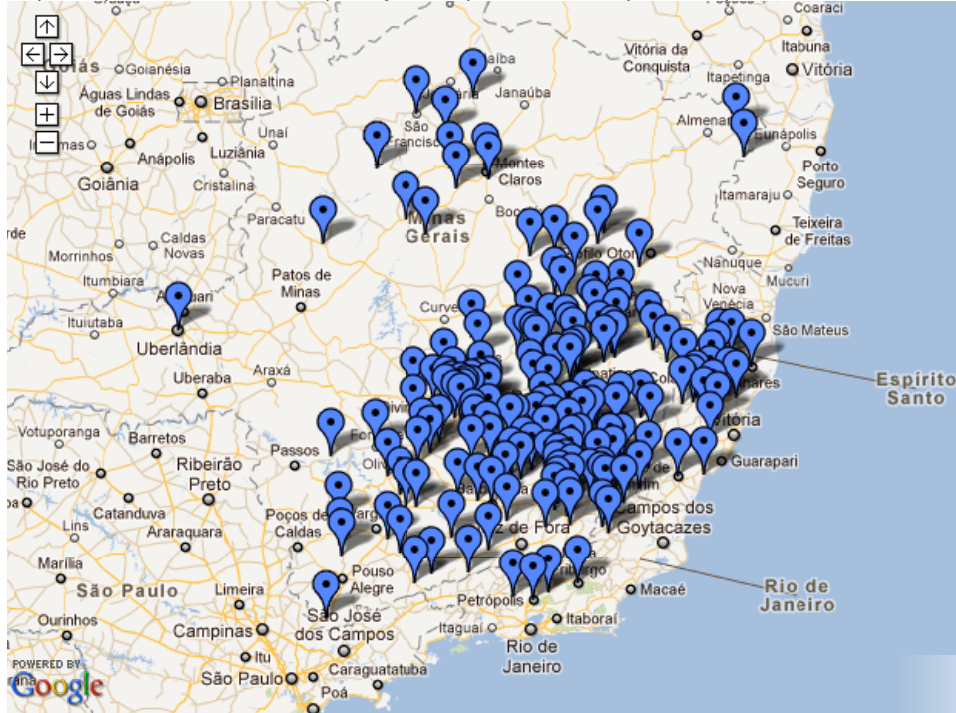 Coaraci
Vitória da
Conquista
Itabuna
Goiás
Goianésia
Planaltina
Itapetinga
Vitória
Janaúba
Águas Lindas
de Goiás
Brasília
São
Francisco
Almenar
Eunápolis
Unaí
Luziânia
Anápolis
Montes
Claros
Porto
Seguro
Goiânia
Cristalina
Itamaraju
Paracatu
Minas
Gerais
Teixeira
de Freitas
rde
Caldas
Novas
Morrinhos
Nanuque
Itumbiara
Patos de
Minas
Mucuri
Nova
Venécia
Ituiutaba
Curve
São Mateus
Uberlândia
Araxá
Uberaba
Espírito
Santo
Votuporanga
Barretos
Passos
Vitória
São José do
Rio Preto
Ribeirão
Preto
Guarapari
Catanduva
Poços de
Caldas
Campos dos
Goytacazes
Lins
Araraquara
Marília
Pouso
Alegre
São Paulo
Limeira
Petrópolis
Macaé
Rio de
Janeiro
Ourinhos
São José
dos Campos
Campinas
Itaguaí
Itaboraí
Itu
Rio de
Janeiro
POWERED BY
Google
São Paulo
Caraguatatuba
Poá